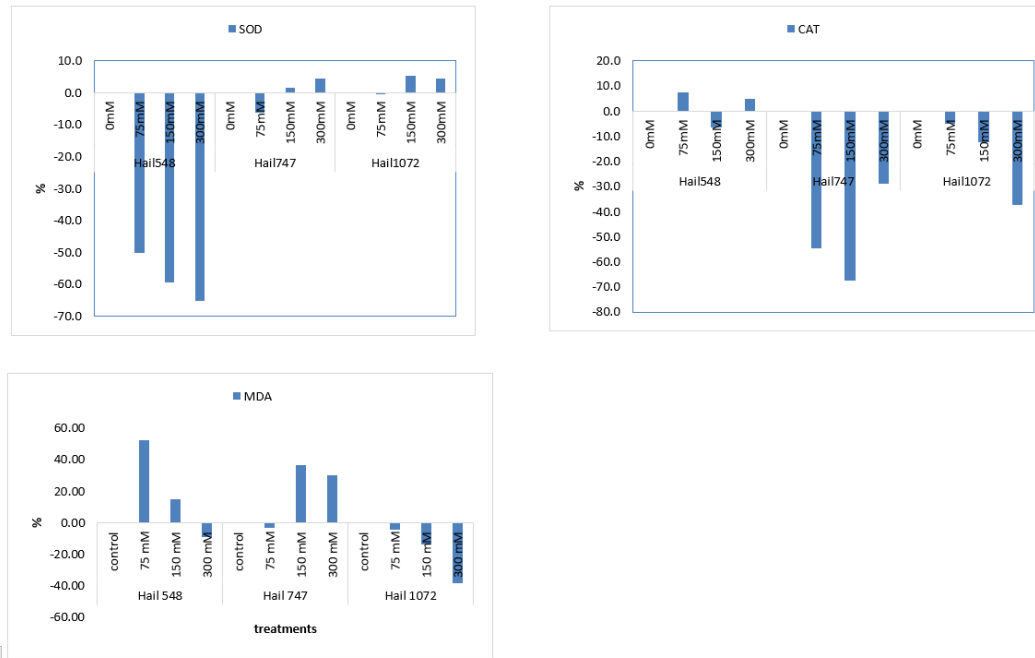 SOD
10.0
0.0
-10.0
-20.0
-30.0
-40.0
-50.0
-60.0
-70.0
%
0mM
75mM
150mM
300mM
0mM
75mM
150mM
300mM
0mM
75mM
150mM
300mM
Hail548
Hail747
Hail1072
CAT
20.0
10.0
0.0
-10.0
-20.0
-30.0
-40.0
-50.0
-60.0
-70.0
-80.0
%
0mM
75mM
150mM
300mM
0mM
75mM
150mM
300mM
0mM
75mM
150mM
300mM
Hail548
Hail747
Hail1072
MDA
60.00
40.00
20.00
0.00
-20.00
-40.00
-60.00
%
control
75 mM
150 mM
300 mM
control
75 mM
150 mM
300 mM
control
75 mM
150 mM
300 mM
Hail 548
Hail 747
Hail 1072
treatments